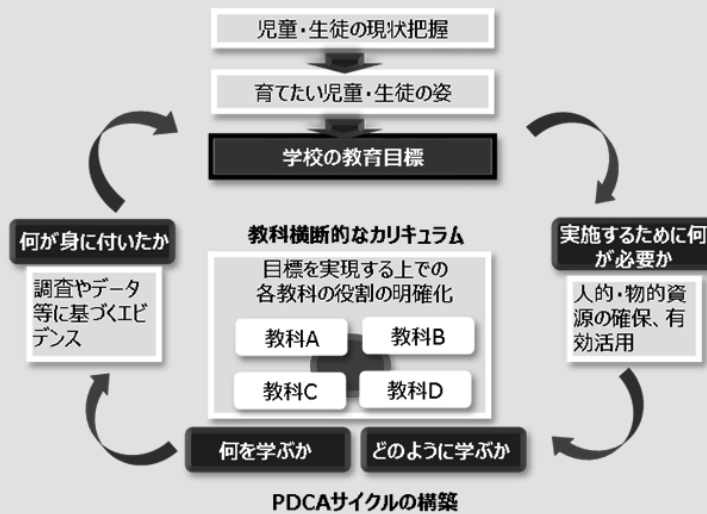 児童・生徒の現状把握
育てたい児童・生徒の姿
学校の教育目標
何が身に付いたか
調査やデータ
等に基づくエビ
デンス
教科横断的なカリキュラム
目標を実現する上での
各教科の役割の明確化
教科A
教科B
教科C
教科D
実施するために何
が必要か
人的・物的資
源の確保、有
効活用
何を学ぶか
どのように学ぶか
PDCAサイクルの構築